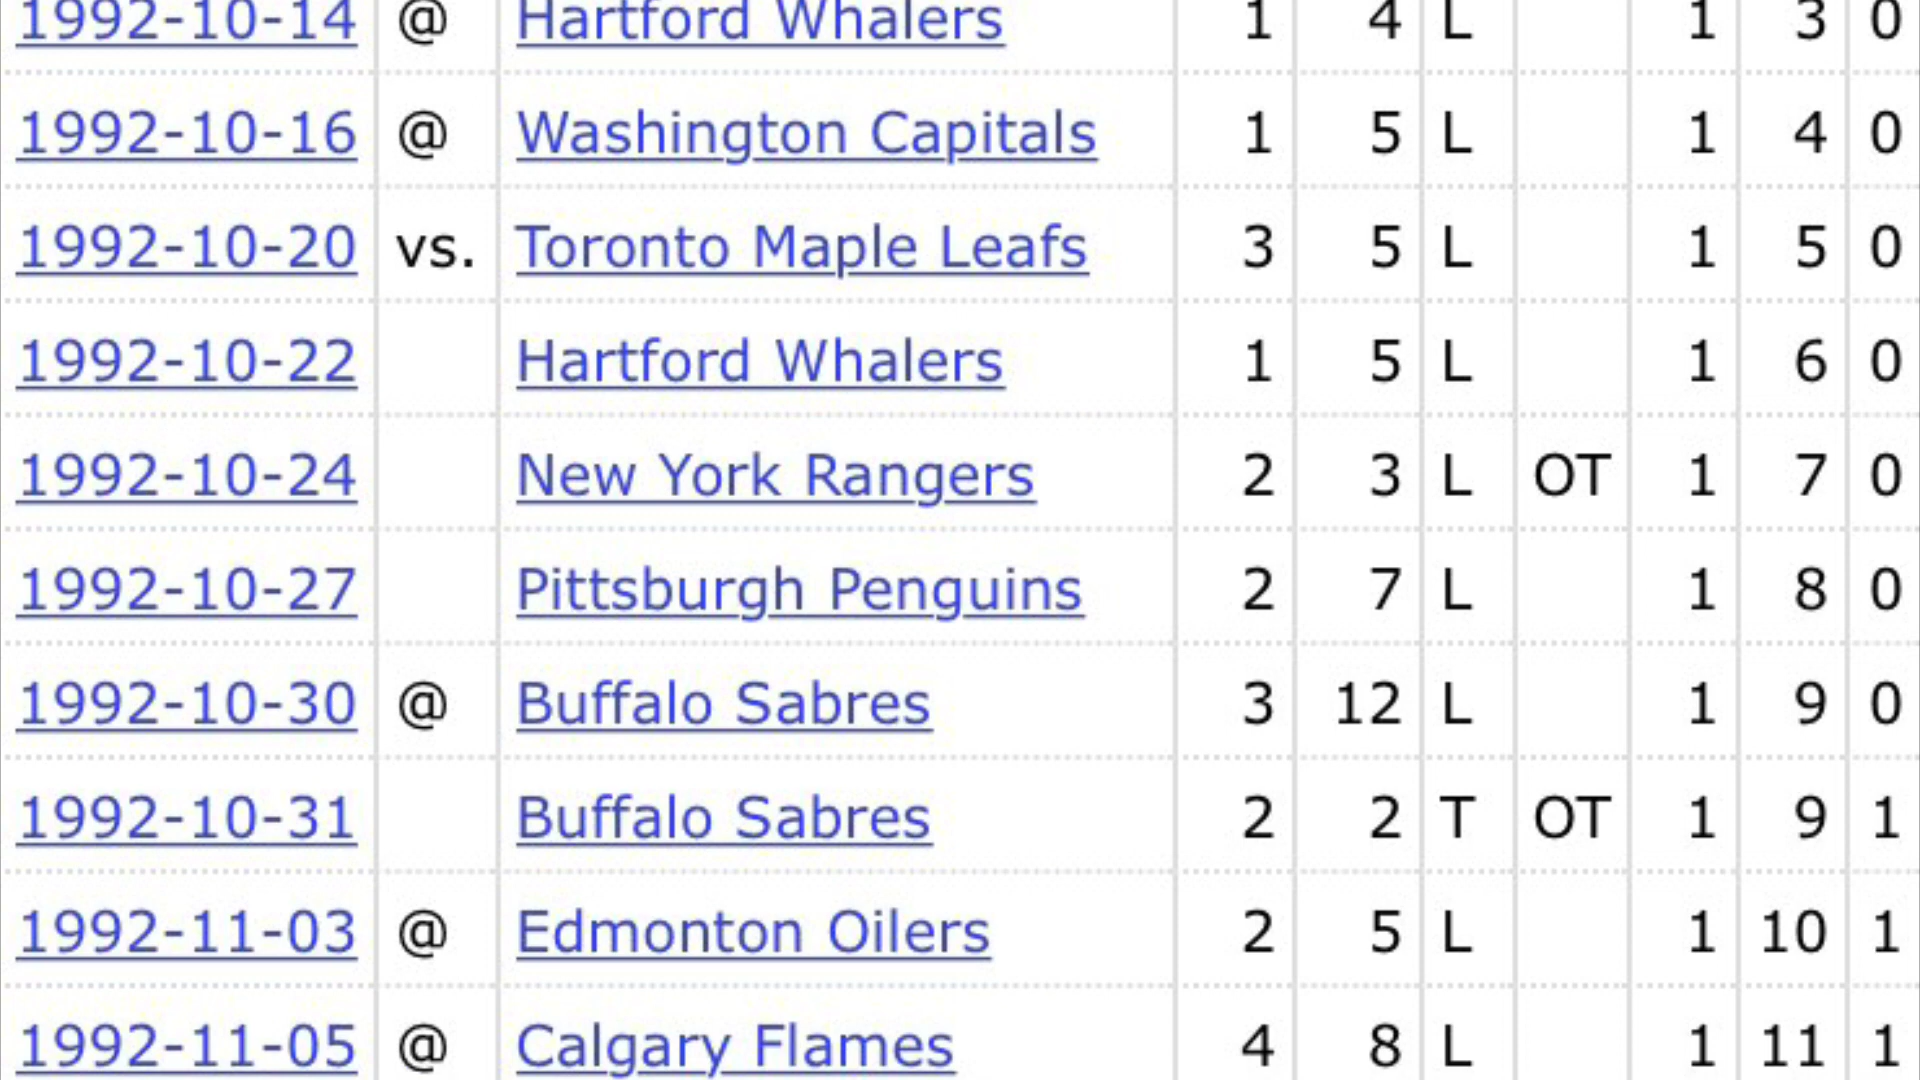 1992-10-14 @ Hartford Whalers 1 4 L 1 3 0
1992-10-16 @ Washington Capitals 1 5 L 1 4 0
1992-10-20 vs. Toronto Maple Leafs 3 5 L 1 5 0
1992-10-22 Hartford Whalers 1 5 L 1 6 0
1992-10-24 New York Rangers 2 3 L OT 1 7 0
1992-10-27 Pittsburgh Penguins 2 7 L 1 8 0
1992-10-30 @ Buffalo Sabres 3 12 L 1 9 0
1992-10-31 Buffalo Sabres 2 2 T OT 1 9 1
1992-11-03 @ Edmonton Oilers 2 5 L 1 10 1
1992-11-05 @ Calgary Flames 4 8 L 1 11 1